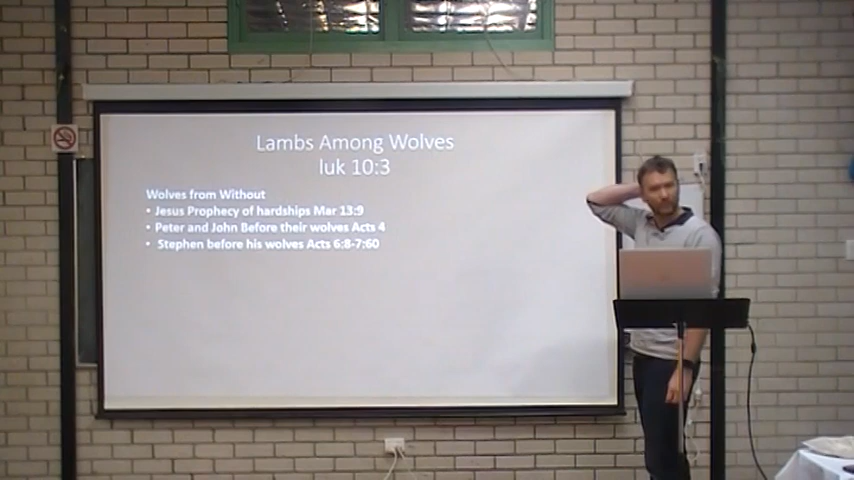 Lambs Among Wolves
luk 10:3
Wolves from Without
• Jesus Prophecy of hardships Mar 13:9
• Peter and John Before their wolves Acts 4
• Stephen before his wolves Acts 6:8-7:60